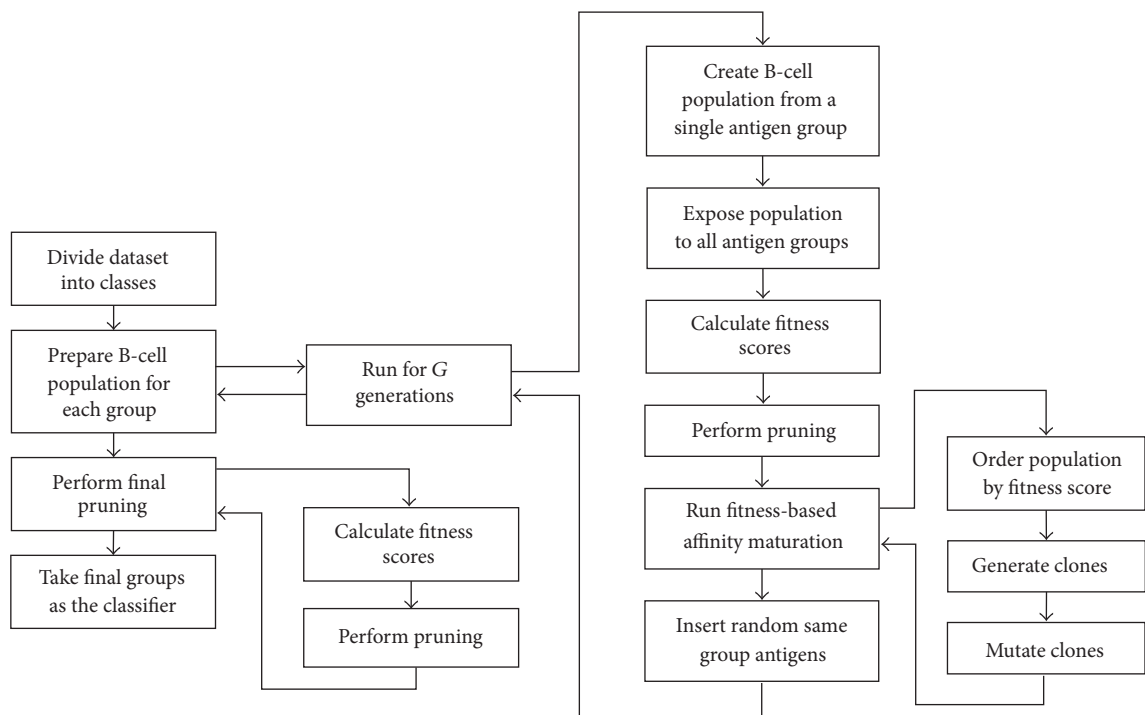 Divide dataset
into classes
Prepare B-cell
population for
each group
Perform final
pruning
Take final groups
as the classifier
Run for G
generations
Calculate fitness
scores
Perform pruning
Create B-cell
population from a
single antigen group
Expose population
to all antigen groups
Calculate fitness
scores
Perform pruning
Run fitness-based
affinity maturation
Insert random same
group antigens
Order population
by fitness score
Generate clones
Mutate clones